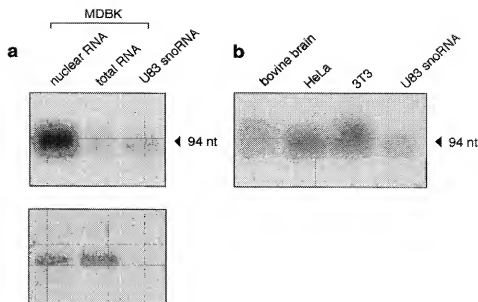 MDBK
a
nuclear RNA
total RNA
U83 snoRNA
94 nt
b
bovine brain
HeLa
3T3
U83 snoRNA
94 nt